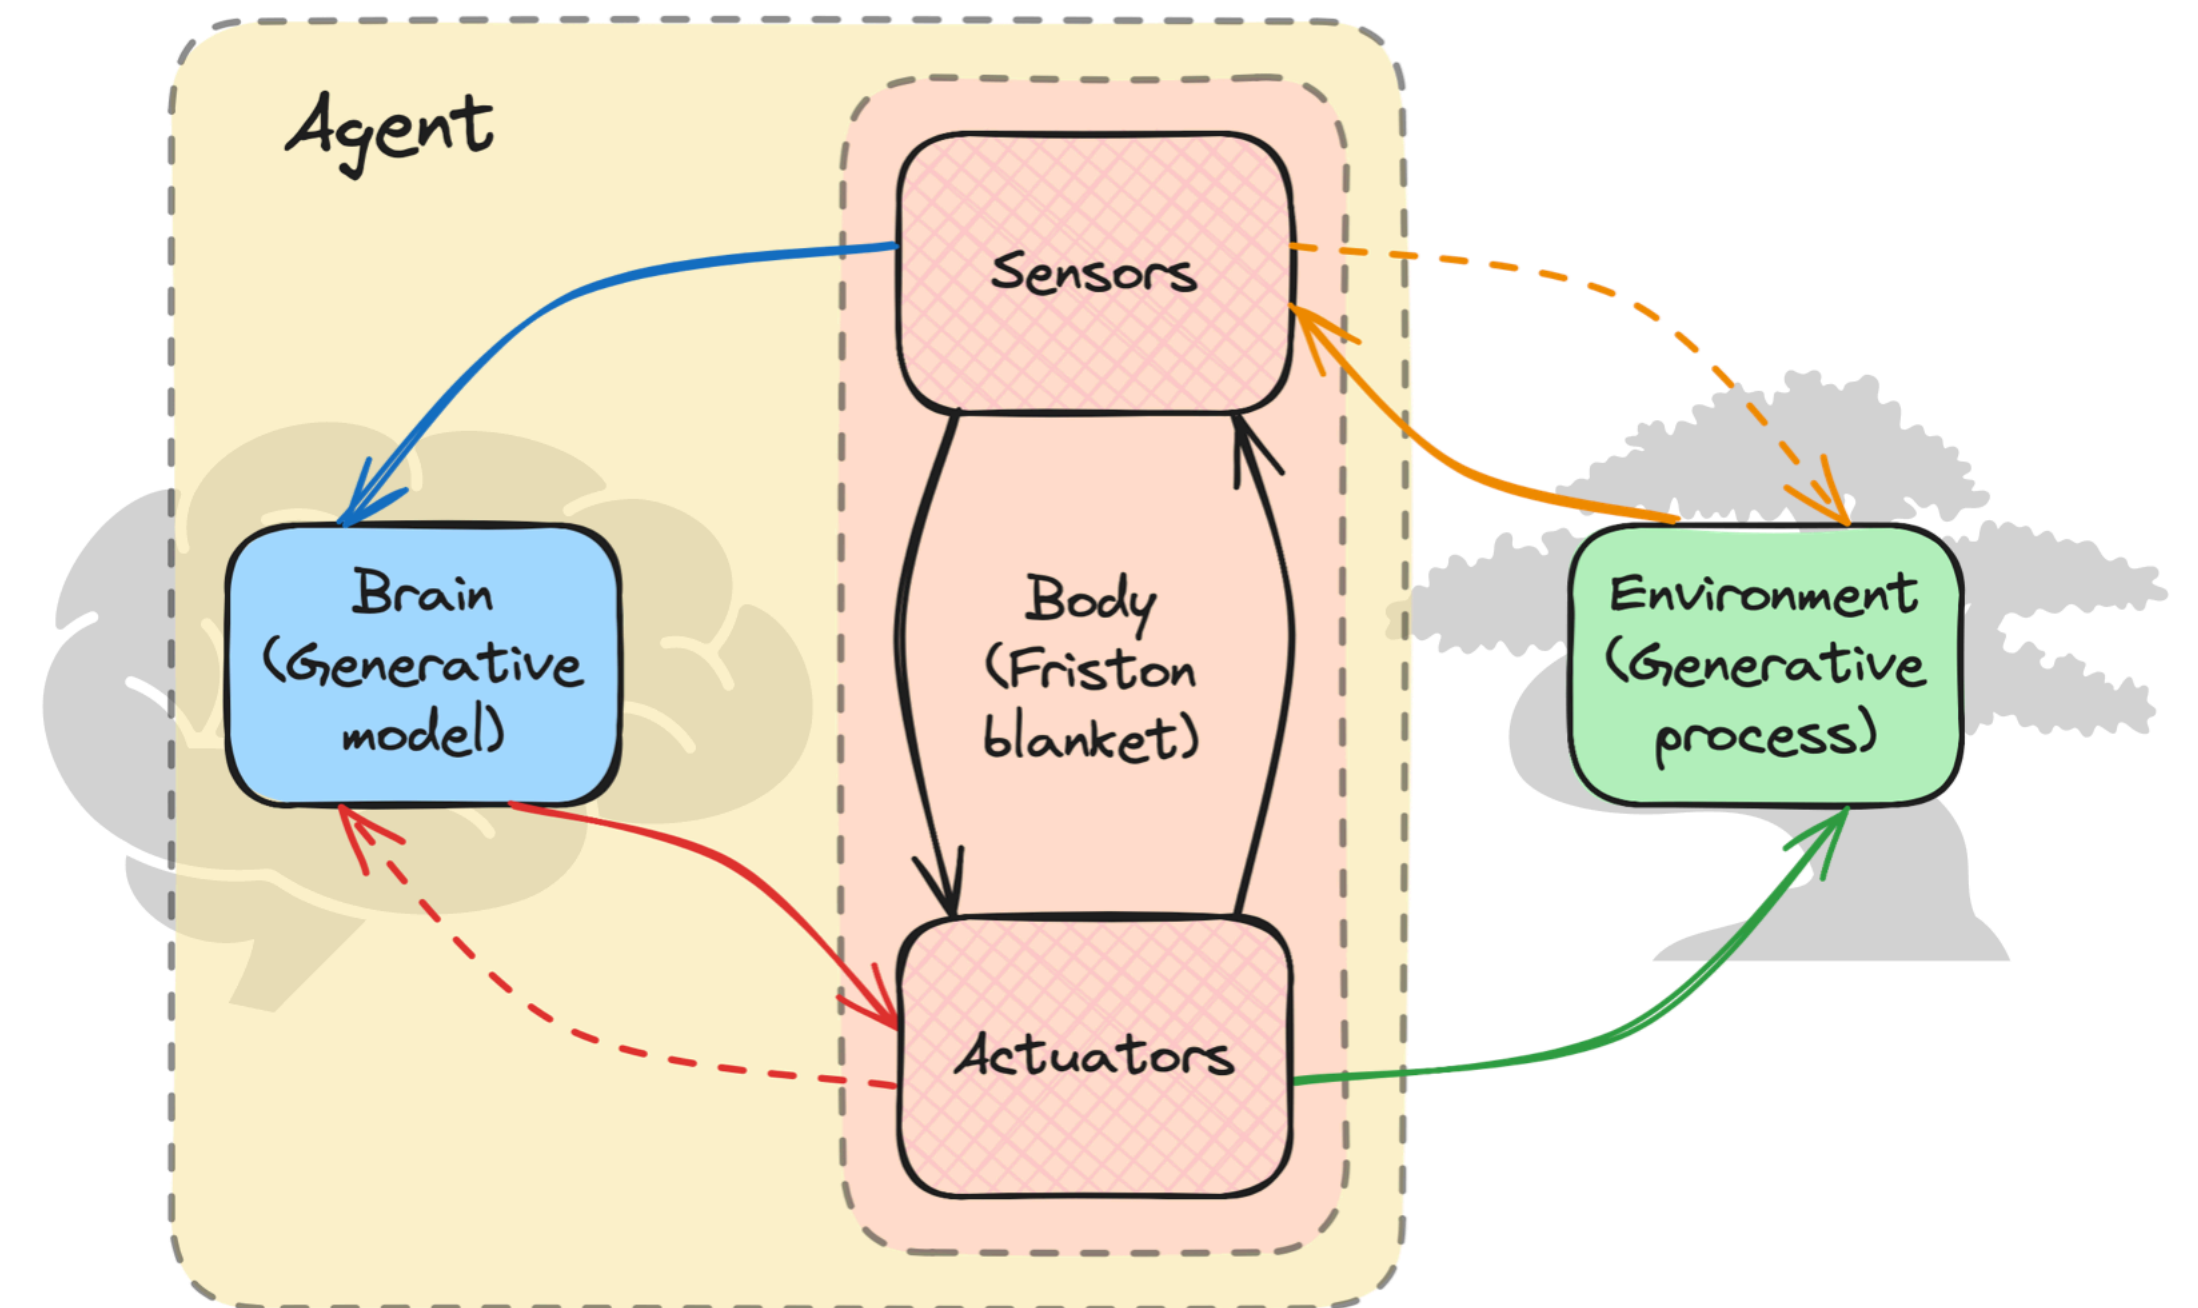 Agent
Sensors
Brain
(Generative
model)
Body
(Friston
blanket)
Environment
(Generative
process)
Actuators